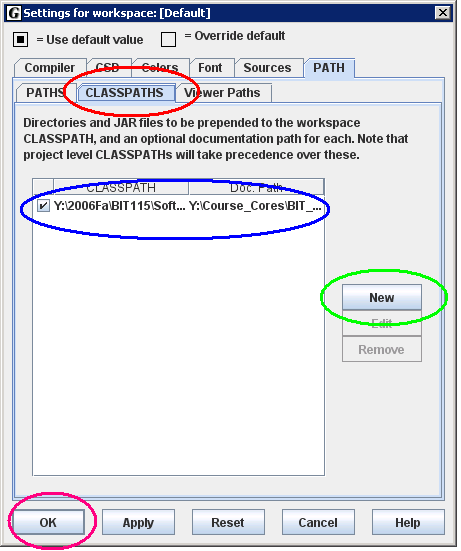 G Settings for workspace: [Default]
= Use default value = Override default
Compiler CSD Colors Font Sources PATH
PATHS CLASSPATHS Viewer Paths
Directories and JAR files to be prepended to the workspace
CLASSPATH, and an optional documentation path for each. Note that
project level CLASSPATHs will take precedence over these.
CLASSPATH Doc. Path
Y:\2006Fa\BIT115\Soft... Y:\Course_Cores\BIT_...
New
Edit
Remove
OK Apply Reset Cancel Help